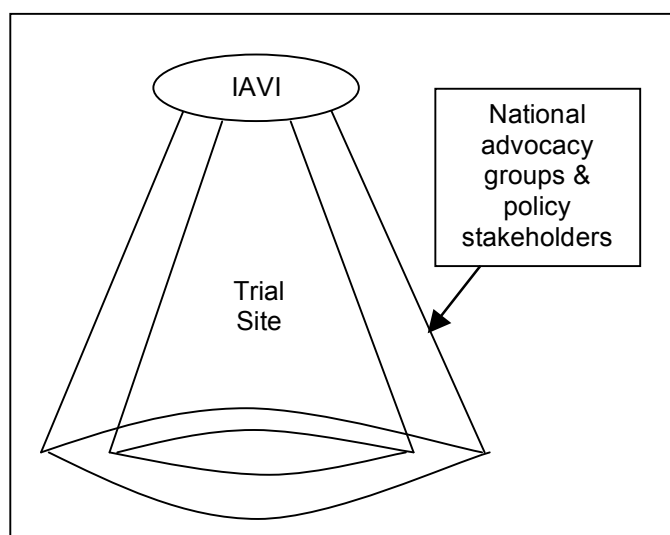 IAVI
National
advocacy
groups &
policy
stakeholders
Trial
Site